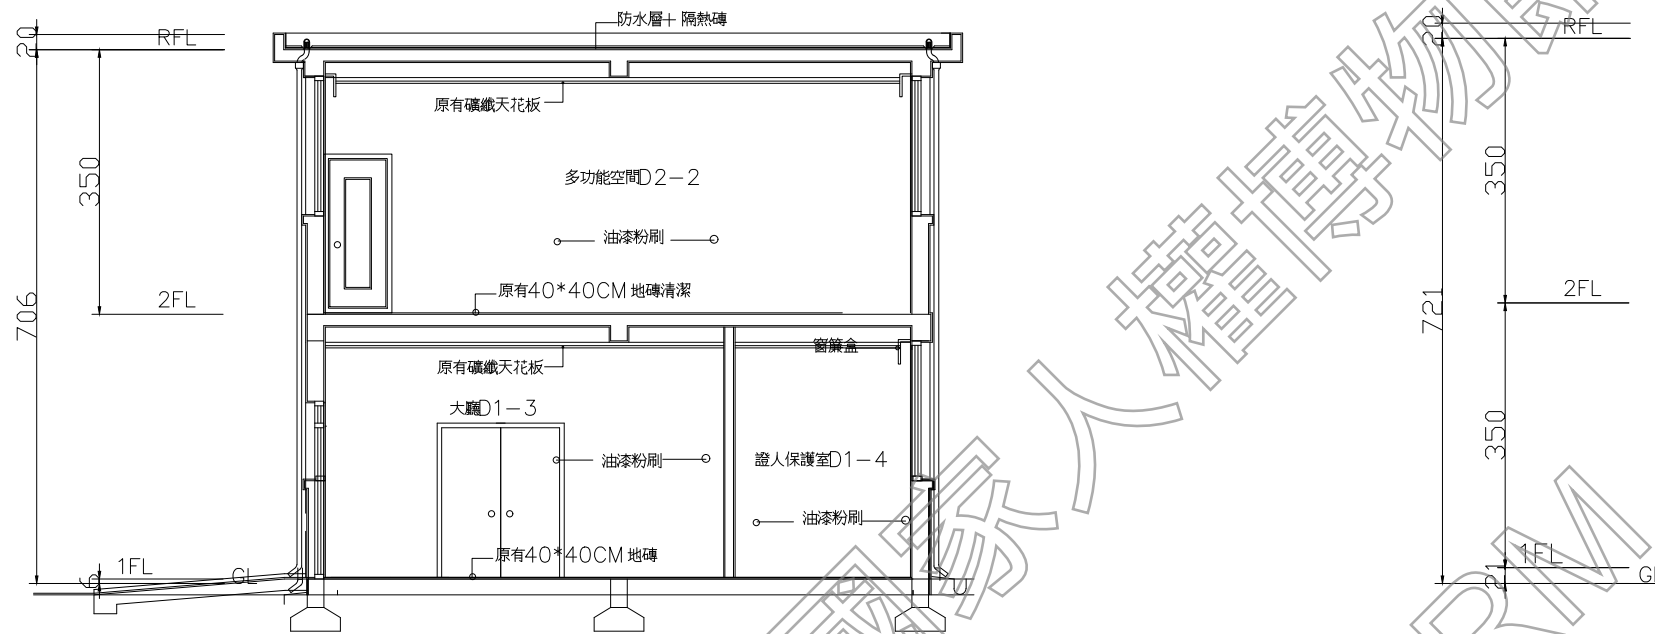 防水層+ 隔熱磚
20
RFL
原有礦纖天花板
350
多功能空間D2-2
油漆粉刷
原有40*40CM 地磚清潔
2FL
706
窗簾盒
原有礦纖天花板
大廳D1-3
油漆粉刷
證人保護室D1-4
油漆粉刷
原有40*40CM 地磚
1FL
GL
20
RFL
350
2FL
721
350
1FL
21
國家人權博物館